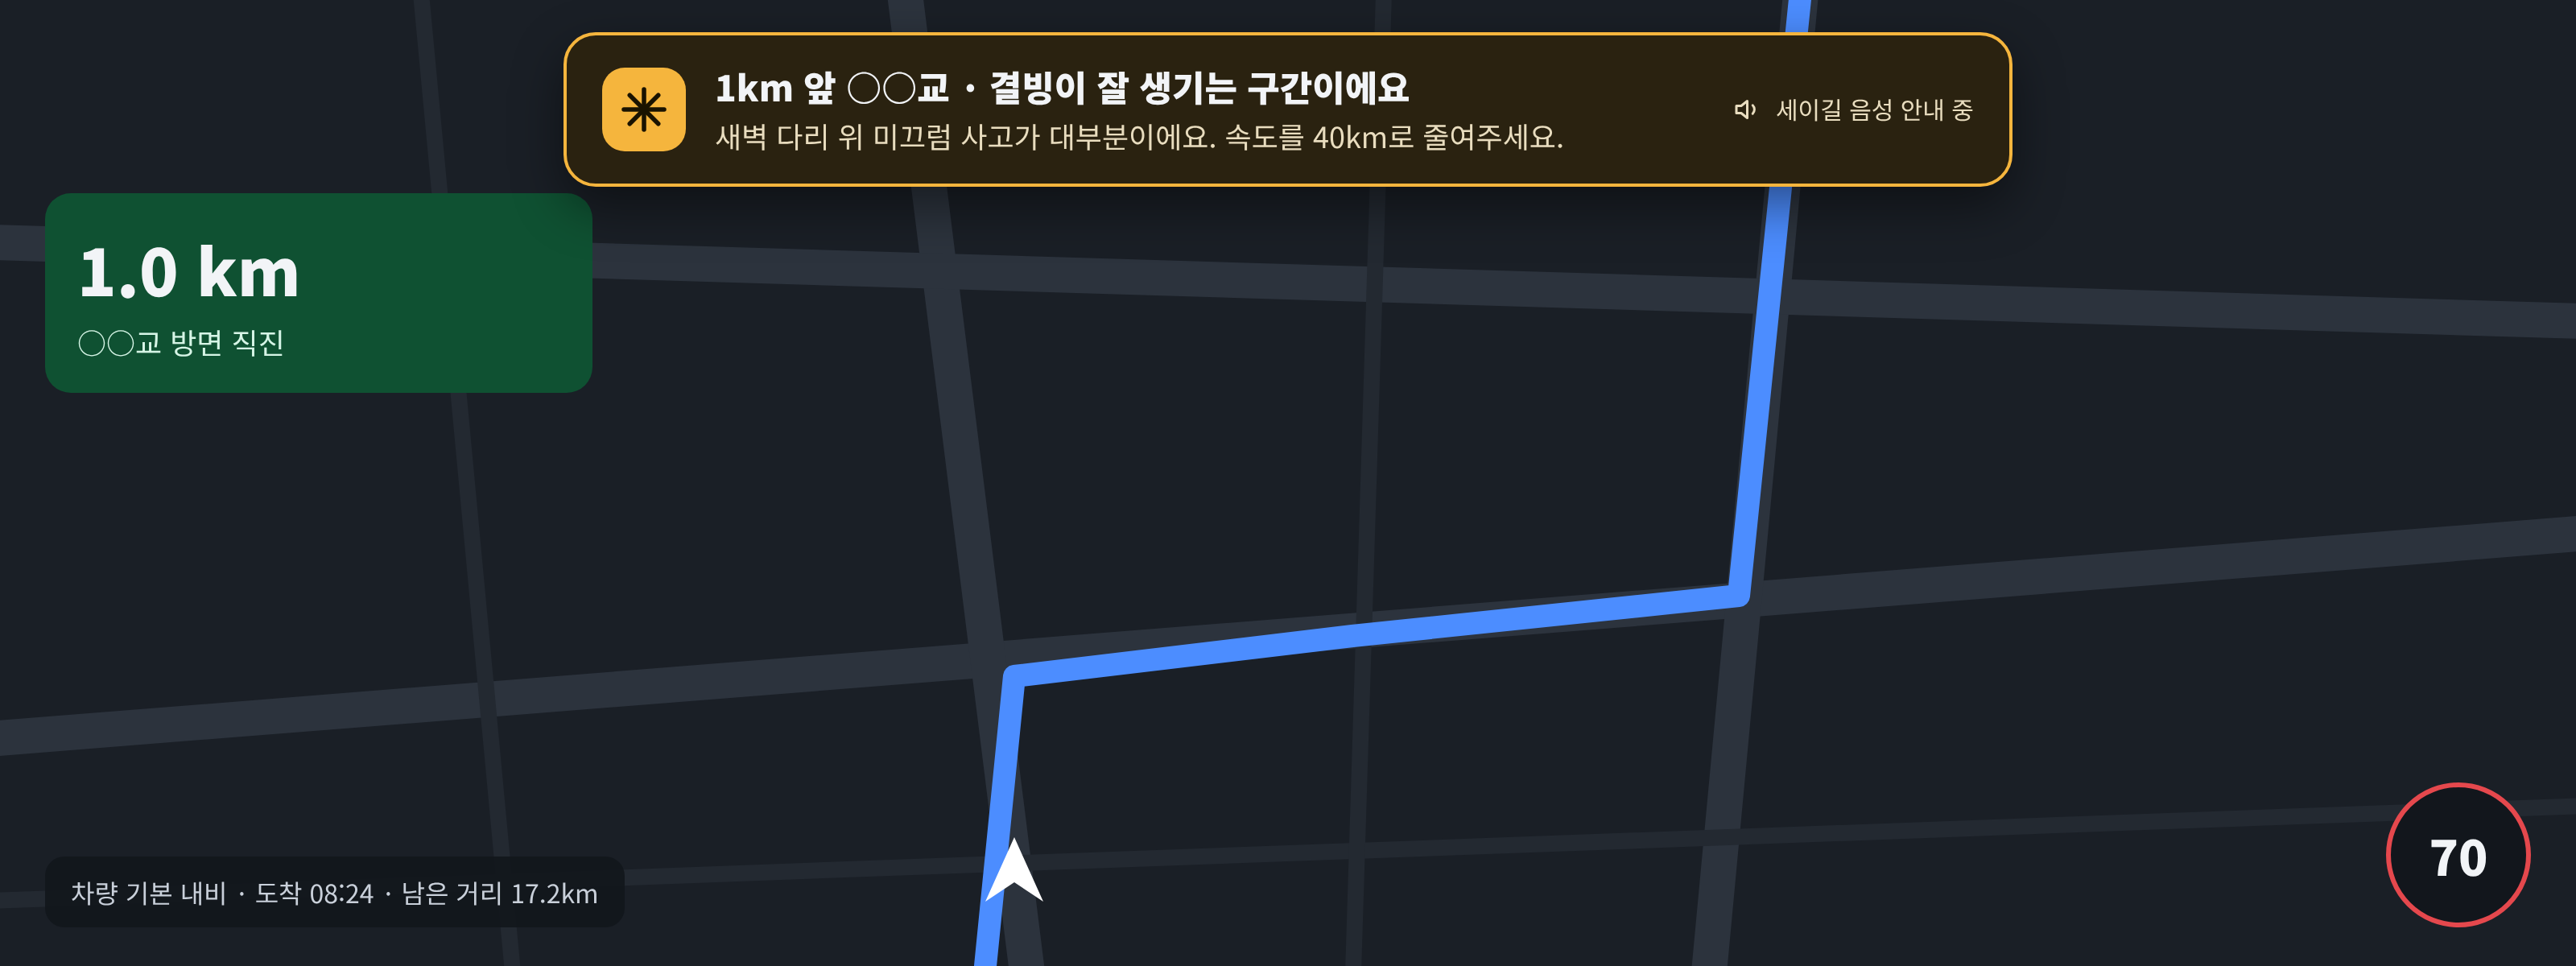 1km 앞 ○○교 · 결빙이 잘 생기는 구간이에요
새벽 다리 위 미끄럼 사고가 대부분이에요. 속도를 40km로 줄여주세요.
세이길 음성 안내 중
1.0 km
○○교 방면 직진
차량 기본 내비 · 도착 08:24 · 남은 거리 17.2km
70